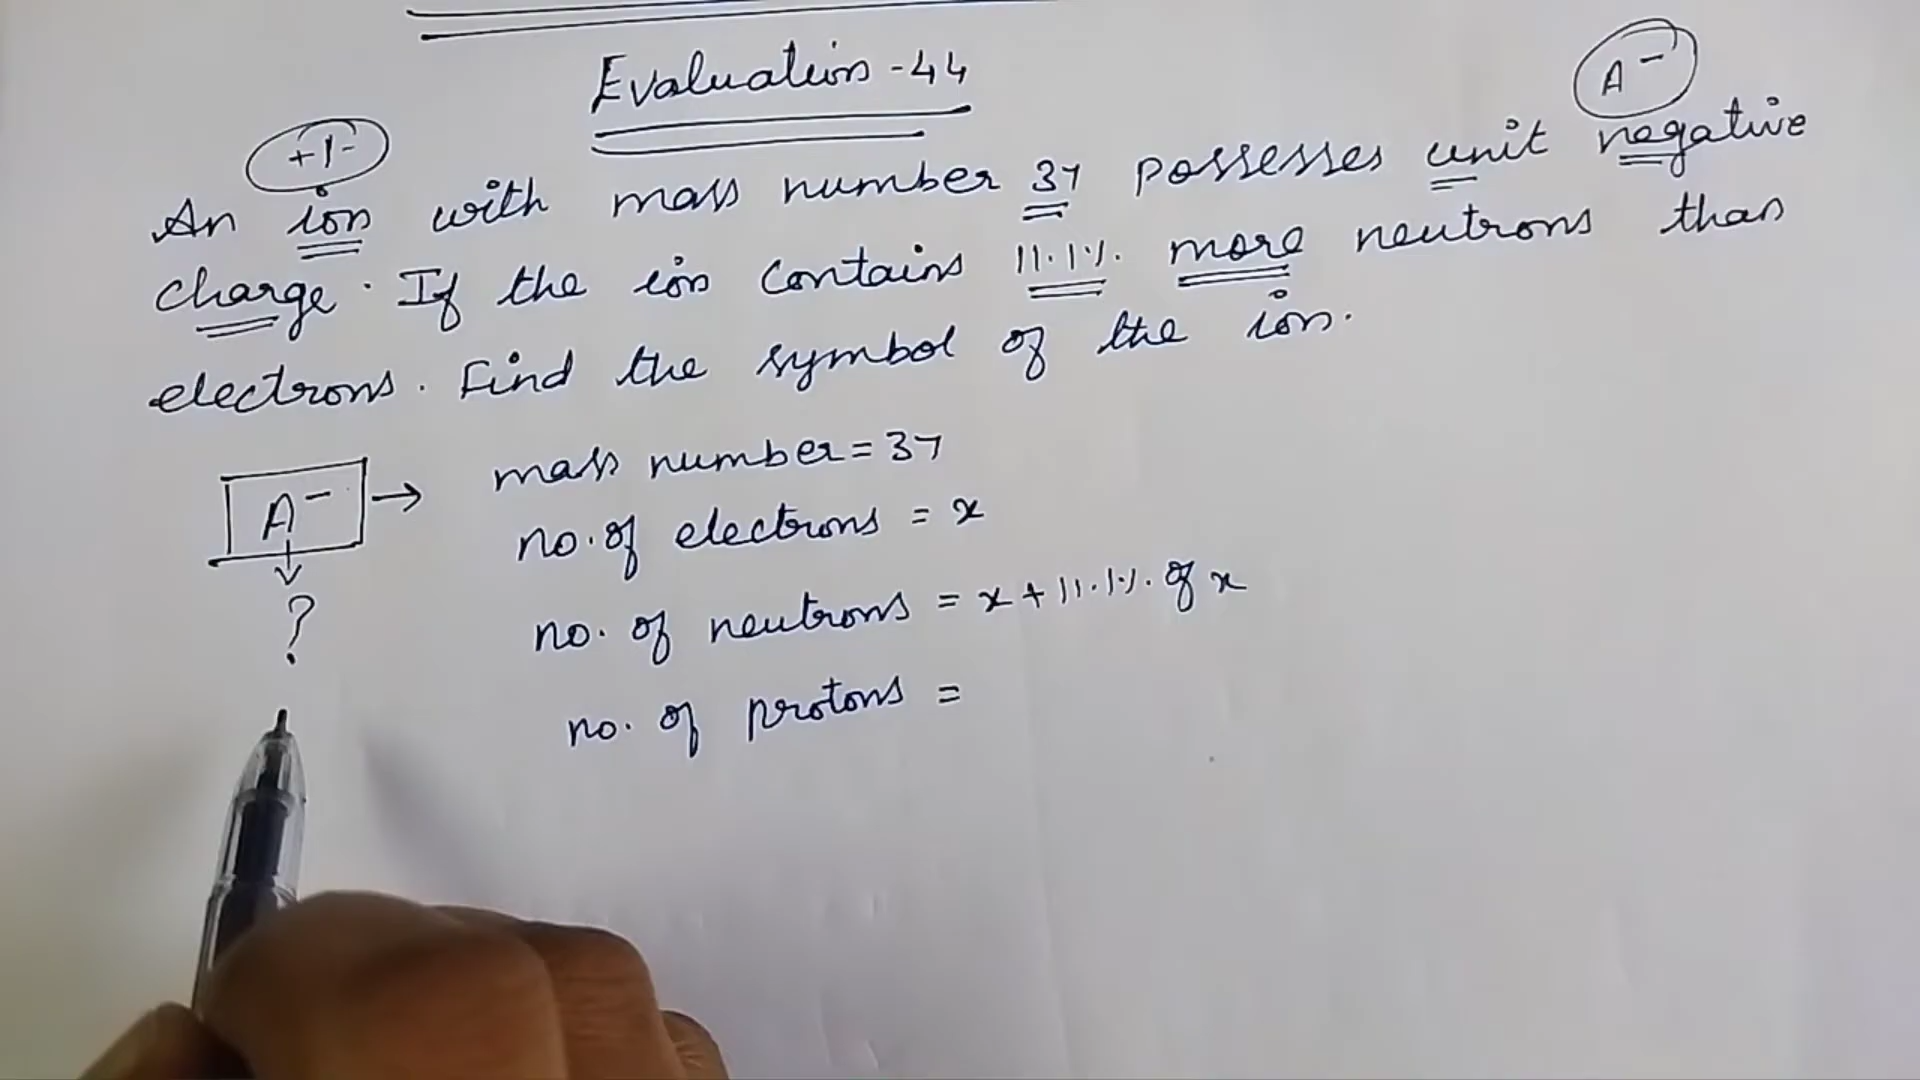 Evaluation - 44
A⁻
+/-
An ion with mass number 37 possesses unit negative
charge. If the ion contains 11.1% more neutrons than
electrons. Find the symbol of the ion.
A⁻ → mass number = 37
no. of electrons = x
? no. of neutrons = x + 11.1% of x
no. of protons =